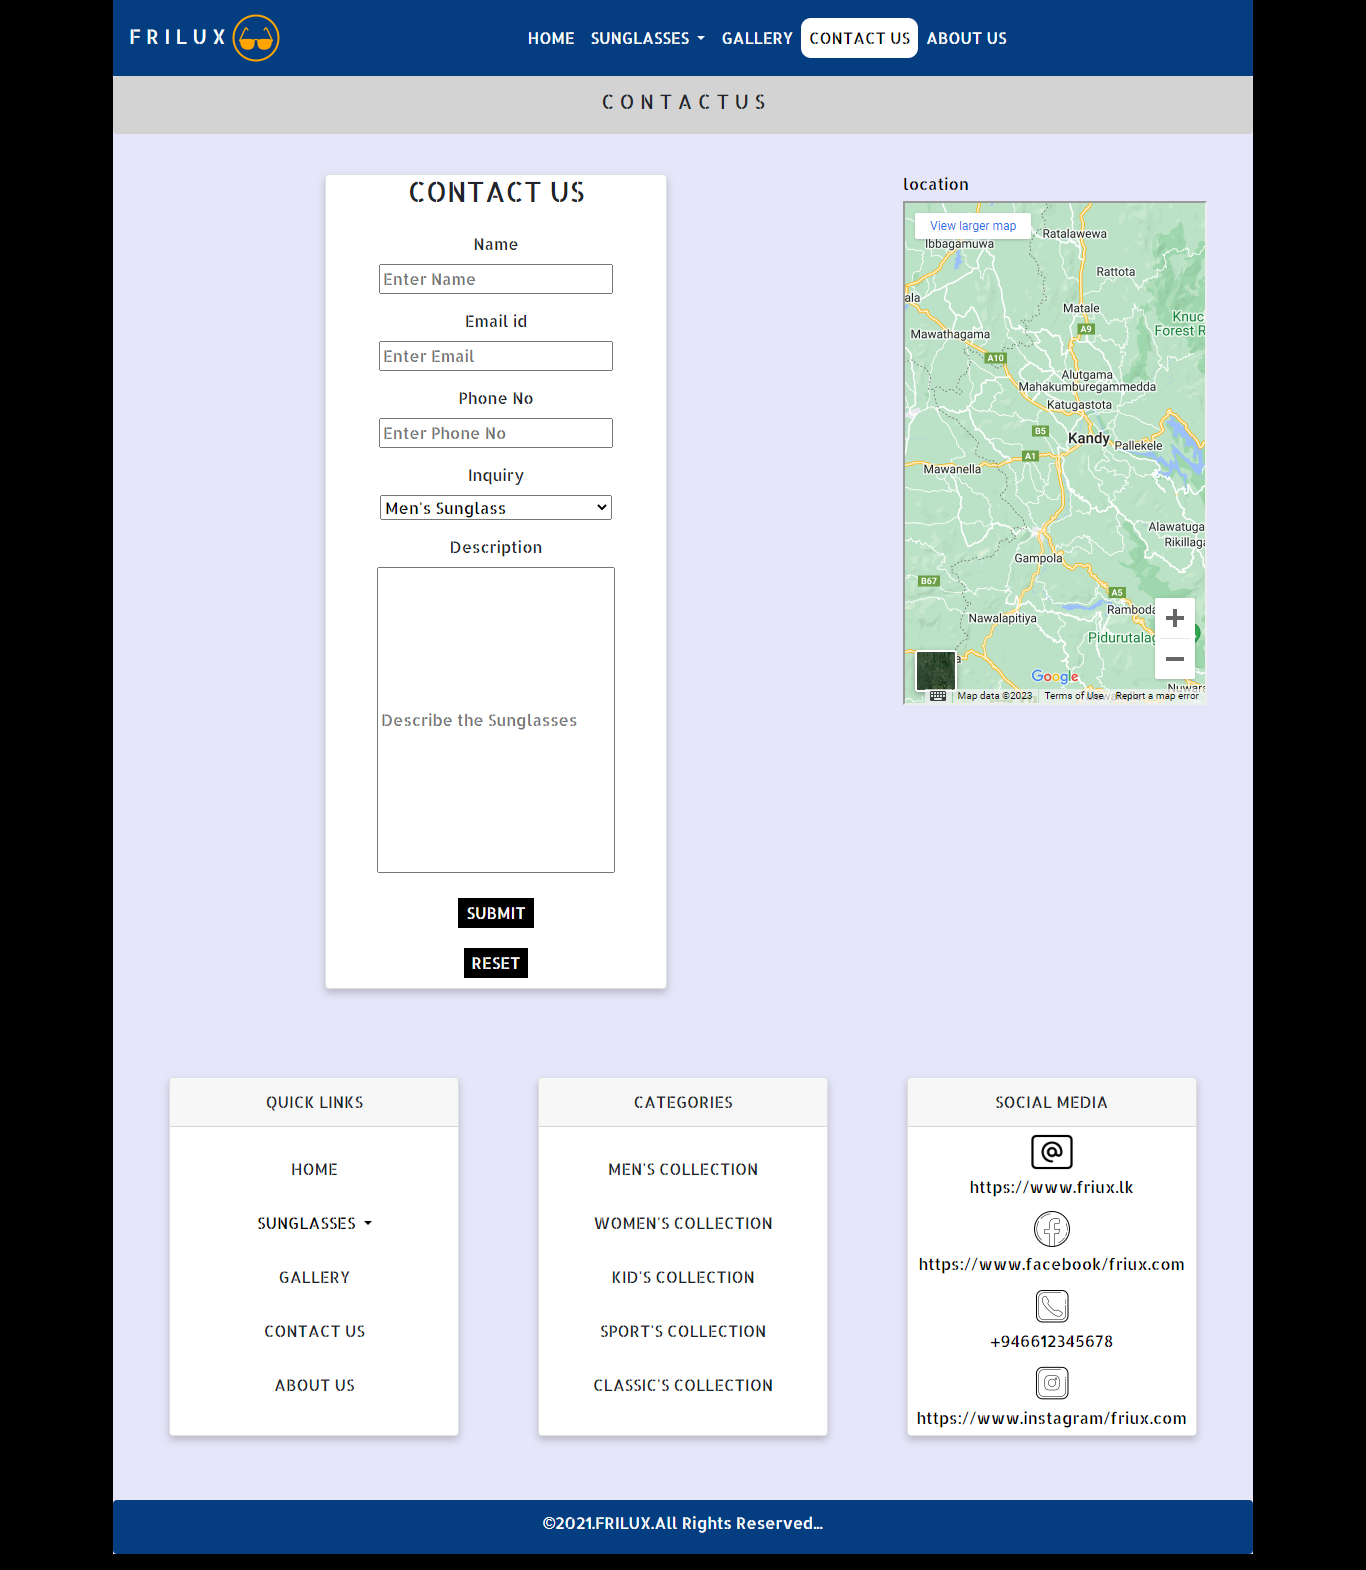 FRILUX
HOME SUNGLASSES GALLERY CONTACT US ABOUT US
C O N T A C T U S
CONTACT US
Name
Enter Name
Email id
Enter Email
Phone No
Enter Phone No
Inquiry
Men's Sunglass
Description
Describe the Sunglasses
SUBMIT
RESET
location
View larger map
Ibbagamuwa
Ratalawewa
Rattota
ala
Matale
Knuc
Forest R
A9
Mawathagama
A10
Alutgama
Mahakumburegammedda
Katugastota
B5
Kandy
Pallekele
A1
Mawanella
Alawatuga
Rikillaga
Gampola
B67
A5
Ramboda
Nawalapitiya
Pidurutalag
a
Google
Nuwara
Map data ©2023 Terms of Use Report a map error
QUICK LINKS
HOME
SUNGLASSES
GALLERY
CONTACT US
ABOUT US
CATEGORIES
MEN'S COLLECTION
WOMEN'S COLLECTION
KID'S COLLECTION
SPORT'S COLLECTION
CLASSIC'S COLLECTION
SOCIAL MEDIA
https://www.friux.lk
https://www.facebook/friux.com
+946612345678
https://www.instagram/friux.com
©2021.FRILUX.All Rights Reserved...